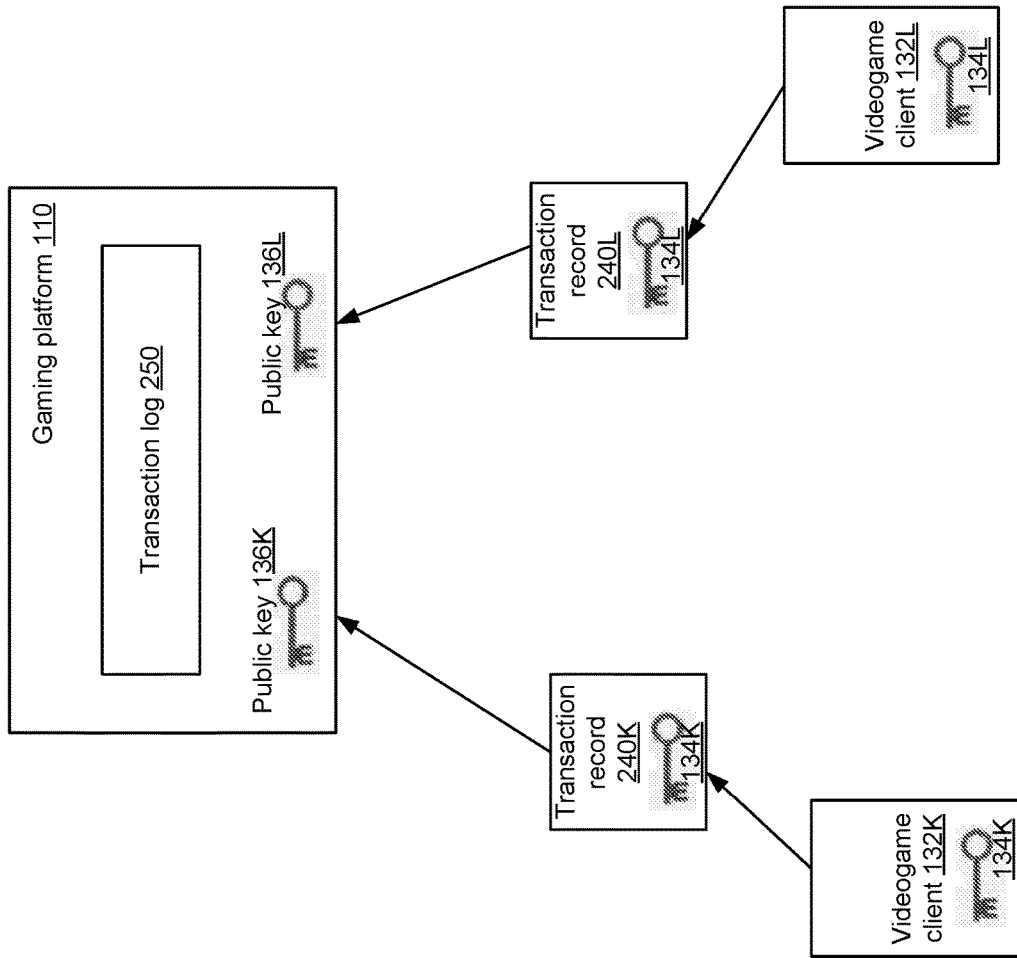 Gaming platform 110
Transaction log 250
Public key 136K
Public key 136L
Transaction
record
240K
134K
Transaction
record
240L
134L
Videogame
client 132K
134K
Videogame
client 132L
134L